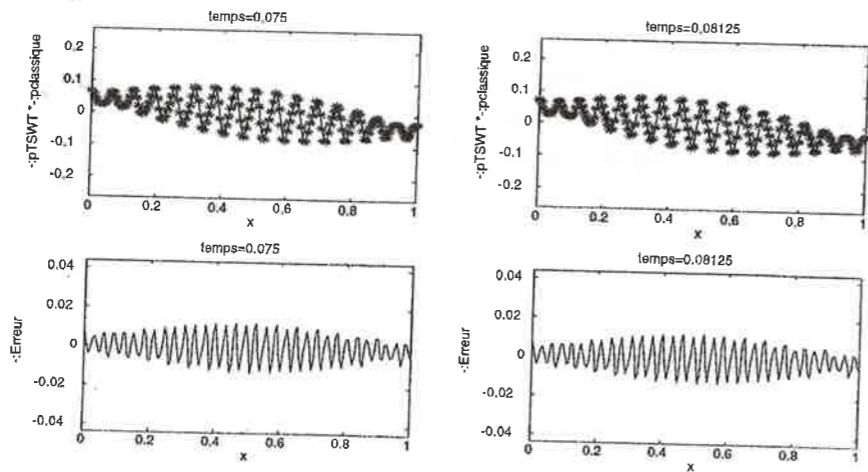 temps=0,075
-:pTSWT *-:pclassique
0,2
0,1
0
-0,1
-0,2
0 0.2 0.4 0.6 0.8 1
x
temps=0,08125
-:pTSWT *-:pclassique
0,2
0.1
0
-0.1
-0.2
0 0.2 0.4 0.6 0.8 1
x
temps=0.075
-:Erreur
0.04
0.02
0
-0.02
-0.04
0 0.2 0.4 0.6 0.8 1
x
temps=0.08125
-:Erreur
0.04
0.02
0
-0.02
-0.04
0 0.2 0.4 0.6 0.8 1
x